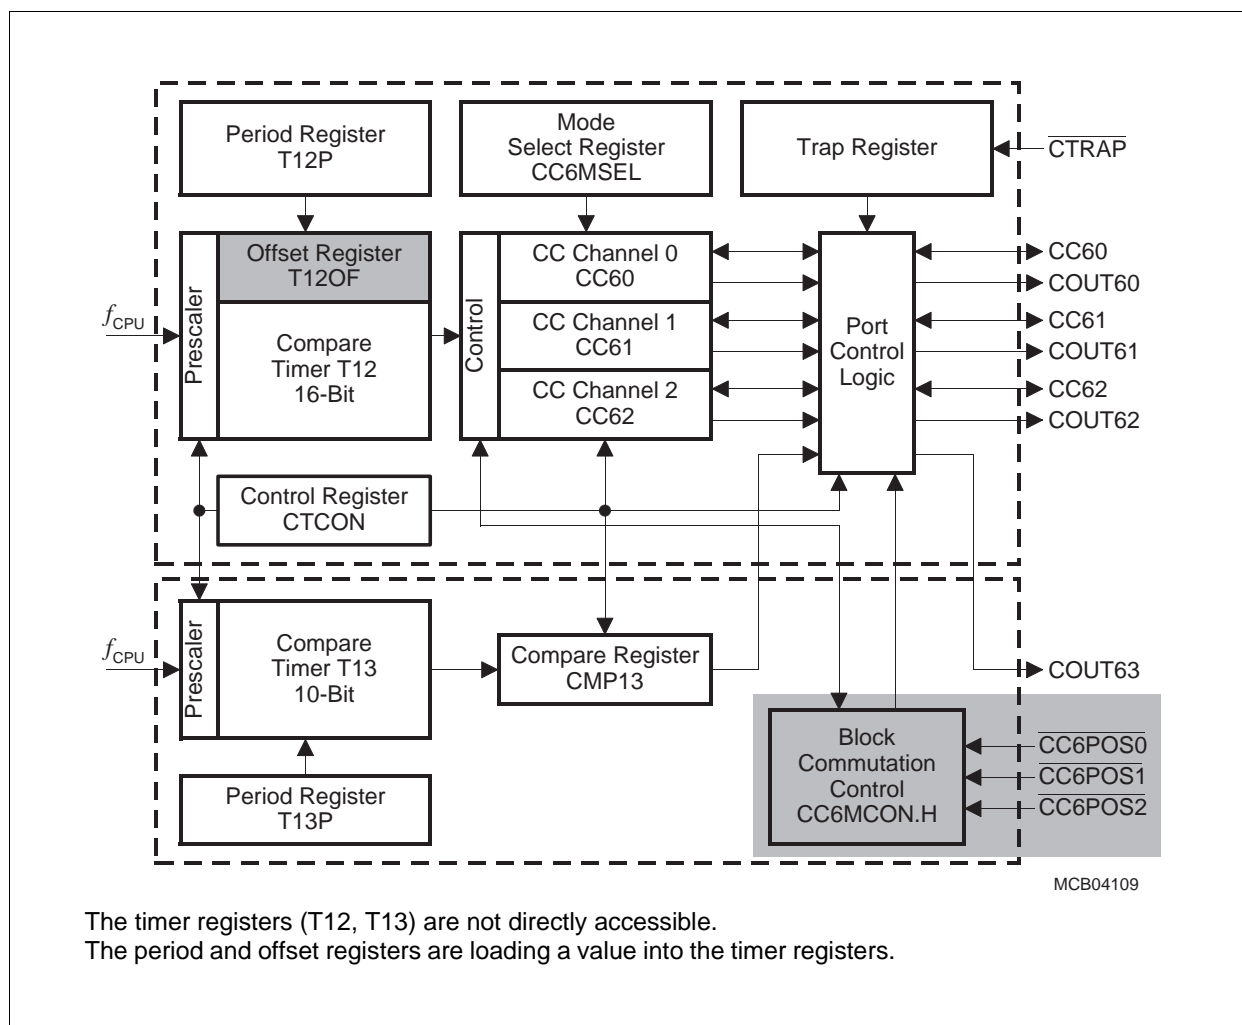 Period Register
T12P
Mode
Select Register
CC6MSEL
Trap Register
CTRAP
Offset Register
T12OF
Prescaler
fCPU
Compare
Timer T12
16-Bit
Control
CC Channel 0
CC60
CC Channel 1
CC61
CC Channel 2
CC62
Port
Control
Logic
CC60
COUT60
CC61
COUT61
CC62
COUT62
Control Register
CTCON
fCPU
Prescaler
Compare
Timer T13
10-Bit
Compare Register
CMP13
COUT63
Period Register
T13P
Block
Commutation
Control
CC6MCON.H
CC6POS0
CC6POS1
CC6POS2
MCB04109
The timer registers (T12, T13) are not directly accessible.
The period and offset registers are loading a value into the timer registers.